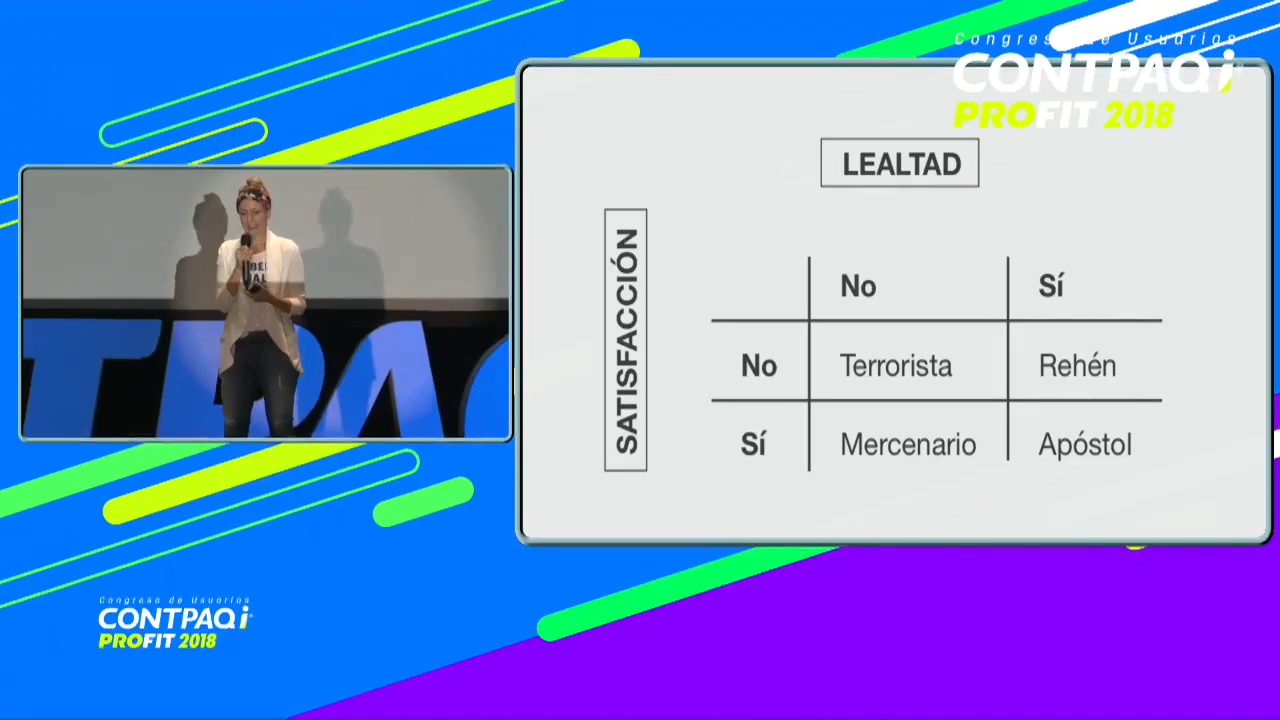 Congreso de Usuarios
CONTPAQi
PROFIT 2018
LEALTAD
SATISFACCIÓN
No Sí
No Terrorista Rehén
Sí Mercenario Apóstol
TPAQ
Congreso de Usuarios
CONTPAQi®
PROFIT 2018